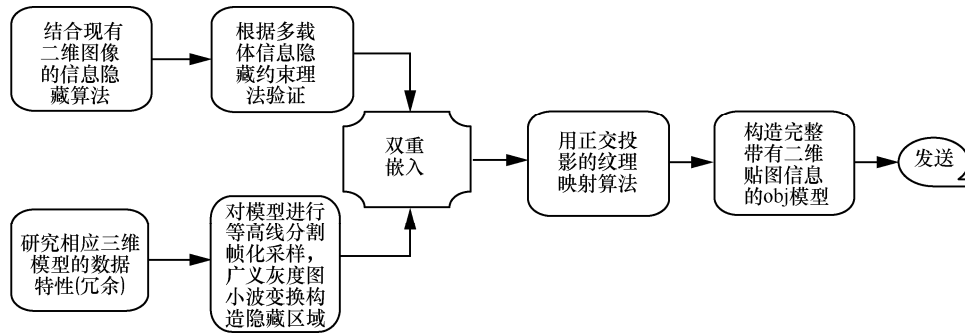 结合现有
二维图像
的信息隐
藏算法
根据多载
体信息隐
藏约束理
法验证
双重
嵌入
用正交投
影的纹理
映射算法
构造完整
带有二维
贴图信息
的obj模型
发送
研究相应三维
模型的数据
特性(冗余)
对模型进行
等高线分割
帧化采样，
广义灰度图
小波变换构
造隐藏区域